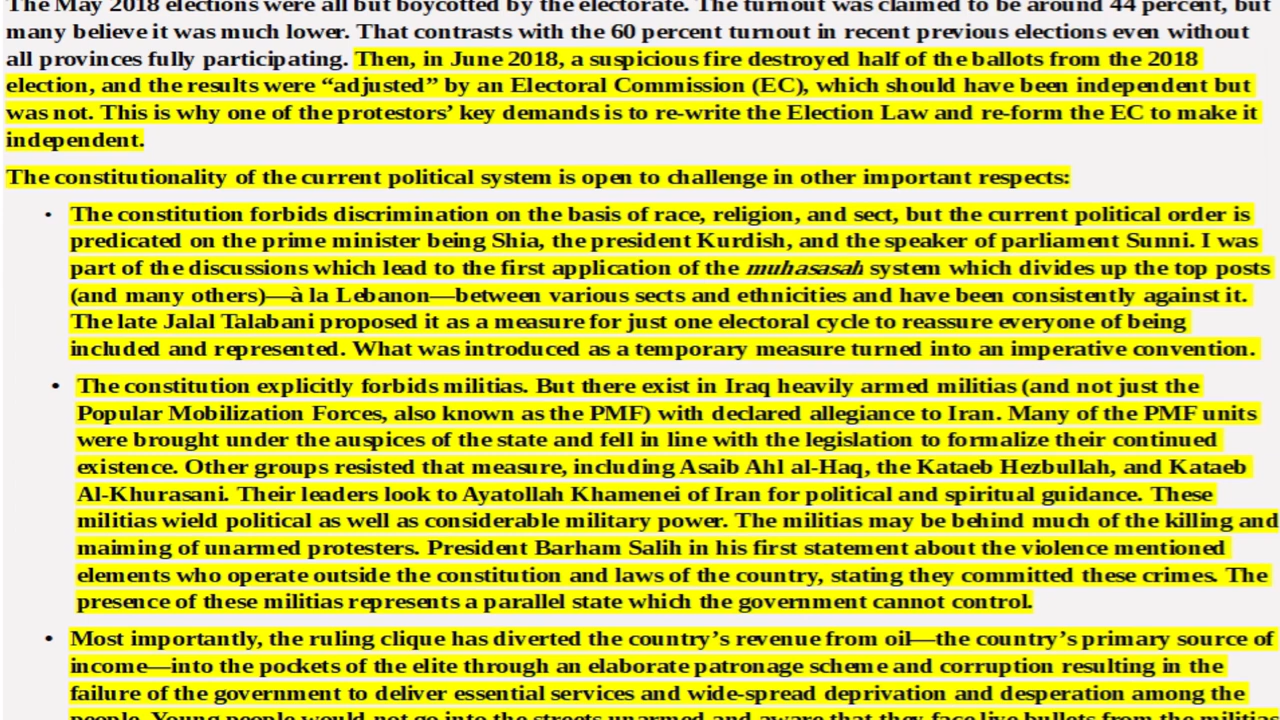 The May 2018 elections were all but boycotted by the electorate. The turnout was claimed to be around 44 percent, but
many believe it was much lower. That contrasts with the 60 percent turnout in recent previous elections even without
all provinces fully participating. Then, in June 2018, a suspicious fire destroyed half of the ballots from the 2018
election, and the results were “adjusted” by an Electoral Commission (EC), which should have been independent but
was not. This is why one of the protestors’ key demands is to re-write the Election Law and re-form the EC to make it
independent.
The constitutionality of the current political system is open to challenge in other important respects:
• The constitution forbids discrimination on the basis of race, religion, and sect, but the current political order is
predicated on the prime minister being Shia, the president Kurdish, and the speaker of parliament Sunni. I was
part of the discussions which lead to the first application of the muhasasah system which divides up the top posts
(and many others)—à la Lebanon—between various sects and ethnicities and have been consistently against it.
The late Jalal Talabani proposed it as a measure for just one electoral cycle to reassure everyone of being
included and represented. What was introduced as a temporary measure turned into an imperative convention.
• The constitution explicitly forbids militias. But there exist in Iraq heavily armed militias (and not just the
Popular Mobilization Forces, also known as the PMF) with declared allegiance to Iran. Many of the PMF units
were brought under the auspices of the state and fell in line with the legislation to formalize their continued
existence. Other groups resisted that measure, including Asaib Ahl al-Haq, the Kataeb Hezbullah, and Kataeb
Al-Khurasani. Their leaders look to Ayatollah Khamenei of Iran for political and spiritual guidance. These
militias wield political as well as considerable military power. The militias may be behind much of the killing and
maiming of unarmed protesters. President Barham Salih in his first statement about the violence mentioned
elements who operate outside the constitution and laws of the country, stating they committed these crimes. The
presence of these militias represents a parallel state which the government cannot control.
• Most importantly, the ruling clique has diverted the country’s revenue from oil—the country’s primary source of
income—into the pockets of the elite through an elaborate patronage scheme and corruption resulting in the
failure of the government to deliver essential services and wide-spread deprivation and desperation among the
people. Young people would not go into the streets unarmed and aware that they face live bullets from the militias